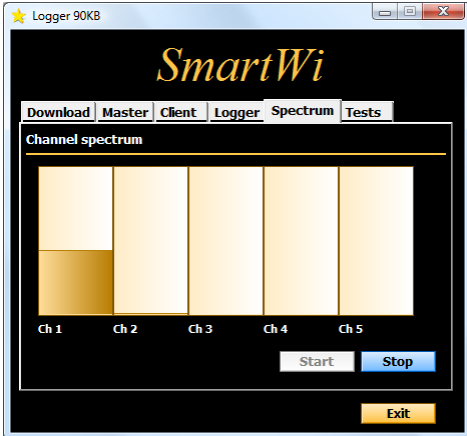 Logger 90KB
SmartWi
Download Master Client Logger Spectrum Tests
Channel spectrum
Ch 1 Ch 2 Ch 3 Ch 4 Ch 5
Start Stop
Exit